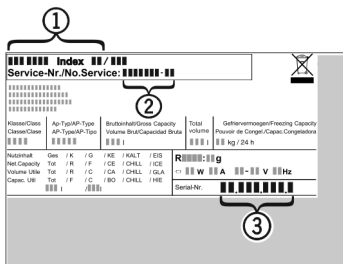 1
Index /
Service-Nr./No.Service: -
2
Klasse/Glass Ap-Typ/AP-Type Bruttoinhalt/Gross Capacity Total Gefriervermoegen/Freezing Capacity
Classe/Clase AP-Type/AP-Tipo Volume Brut/Capacidad Bruta volume Pouvoir de Congel./Capac.Congeladora
l l kg / 24 h
Nutzinhalt Ges / K / G / KE / KALT / EIS
Net.Capacity Tot / R / F / CE / CHILL / ICE
Volume Utile Tot / F / C / CA / CHILL / GLA
Capac. Util Tot / F / C / BO / CHILL / HIE
l / l
R : g
W A - V Hz
Serial-Nr. . . .
3